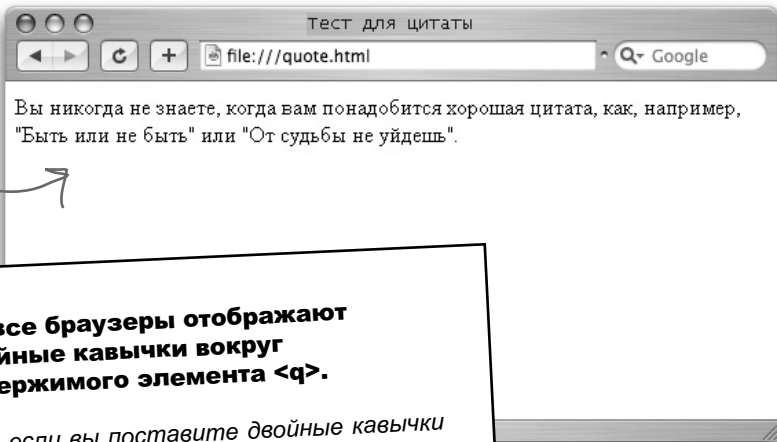 Тест для цитаты
file:///quote.html
Google
Вы никогда не знаете, когда вам понадобится хорошая цитата, как, например,
"Быть или не быть" или "От судьбы не уйдешь".
все браузеры отображают
йные кавычки вокруг
ержимого элемента <q>.
если вы поставите двойные кавычки